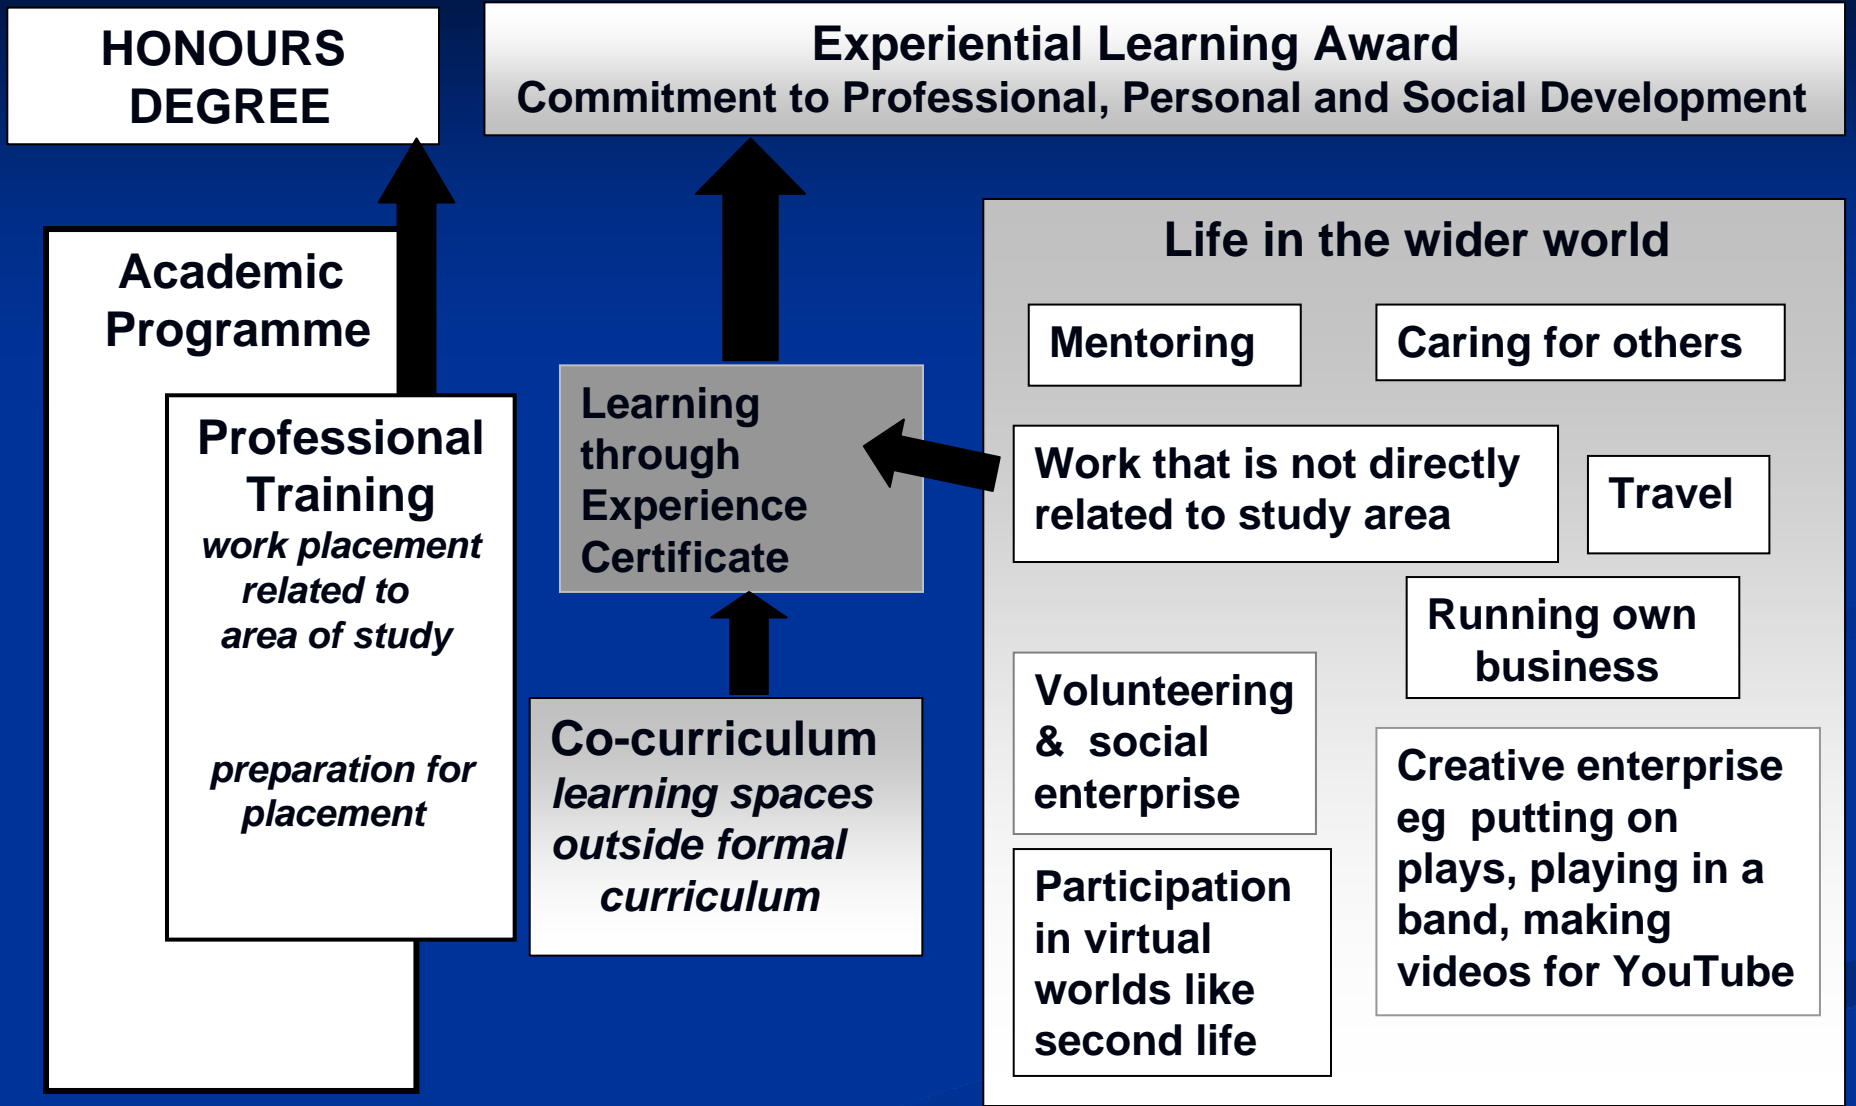 HONOURS
DEGREE
Experiential Learning Award
Commitment to Professional, Personal and Social Development
Academic
Programme
Professional
Training
work placement
related to
area of study
preparation for
placement
Learning
through
Experience
Certificate
Co-curriculum
learning spaces
outside formal
curriculum
Life in the wider world
Mentoring
Caring for others
Work that is not directly
related to study area
Travel
Running own
business
Volunteering
& social
enterprise
Creative enterprise
eg putting on
plays, playing in a
band, making
videos for YouTube
Participation
in virtual
worlds like
second life